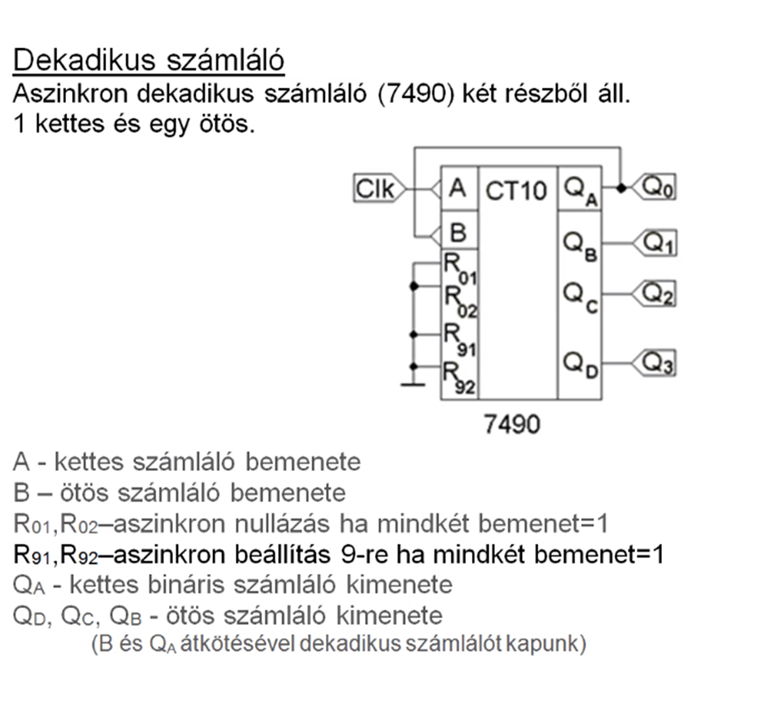 Dekadikus számláló
Aszinkron dekadikus számláló (7490) két részből áll.
1 kettes és egy ötös.
Clk A CT10 QA Q0
B QB Q1
R01
R02 QC Q2
R91
R92 QD Q3
7490
A - kettes számláló bemenete
B – ötös számláló bemenete
R01,R02–aszinkron nullázás ha mindkét bemenet=1
R91,R92–aszinkron beállítás 9-re ha mindkét bemenet=1
QA - kettes bináris számláló kimenete
QD, QC, QB - ötös számláló kimenete
(B és QA átkötésével dekadikus számlálót kapunk)